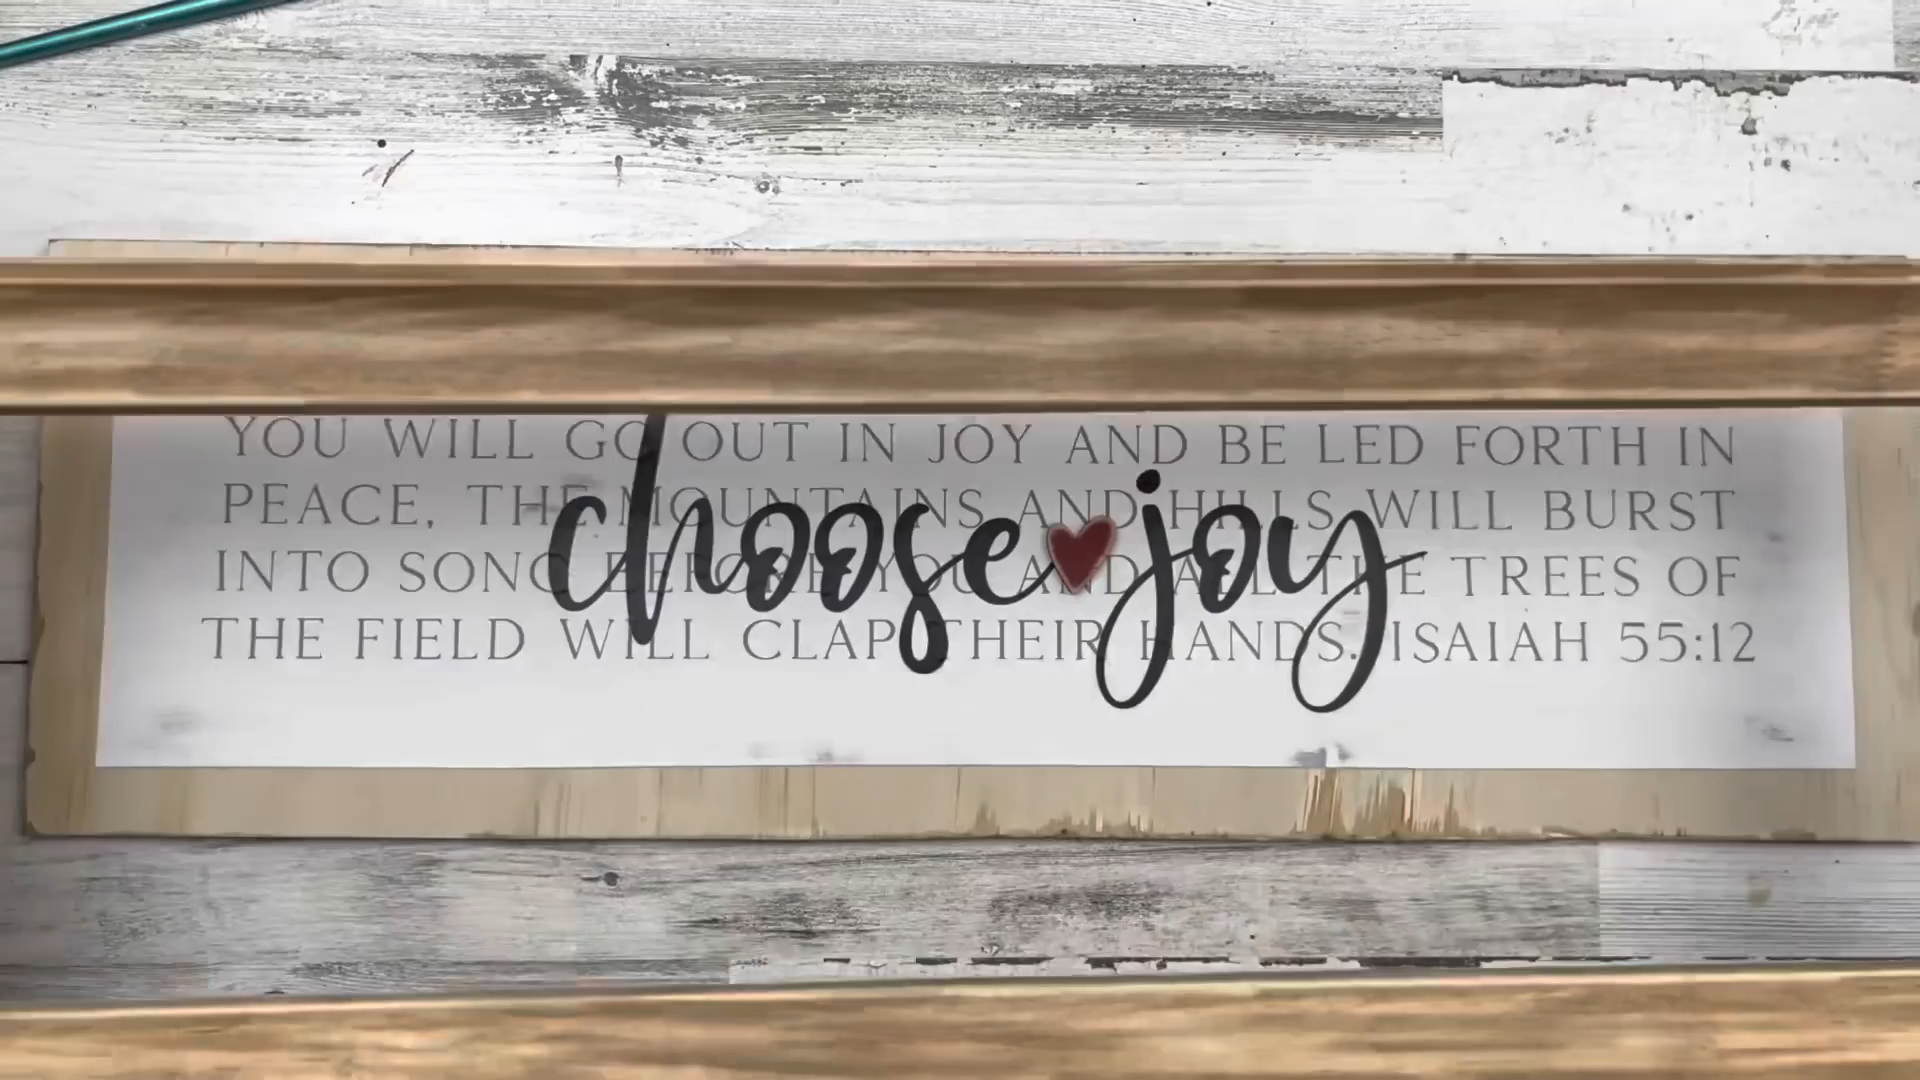 YOU WILL GO OUT IN JOY AND BE LED FORTH IN
PEACE, THE MOUNTAINS AND HILLS WILL BURST
INTO SONG BEFORE YOU AND ALL THE TREES OF
THE FIELD WILL CLAP THEIR HANDS. ISAIAH 55:12
choose joy